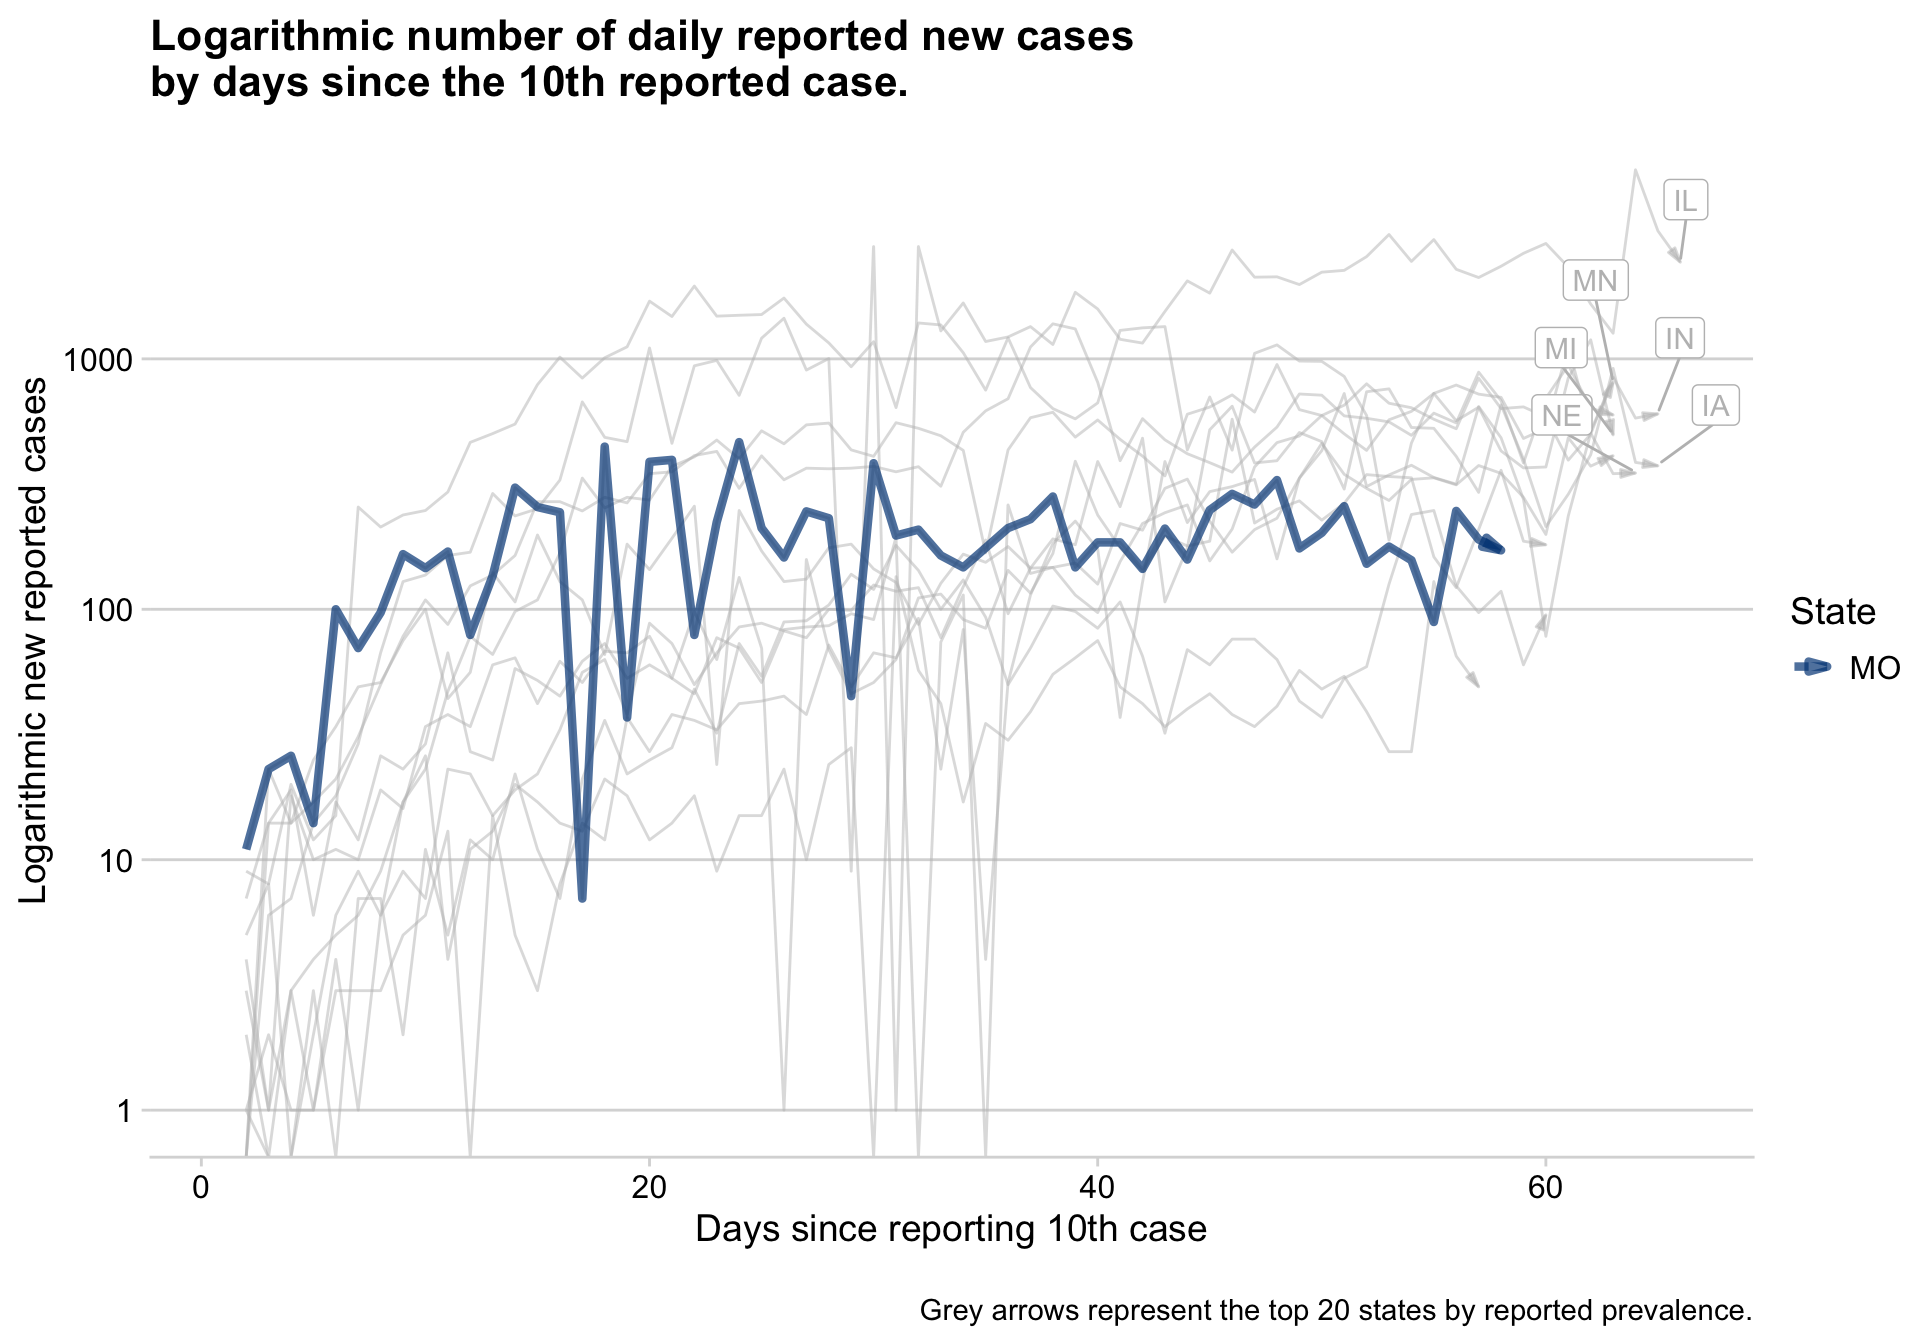 Logarithmic number of daily reported new cases
by days since the 10th reported case.
IL
MN
IN
MI
IA
NE
1000
100
10
1
Logarithmic new reported cases
0
20
40
60
Days since reporting 10th case
State
MO
Grey arrows represent the top 20 states by reported prevalence.